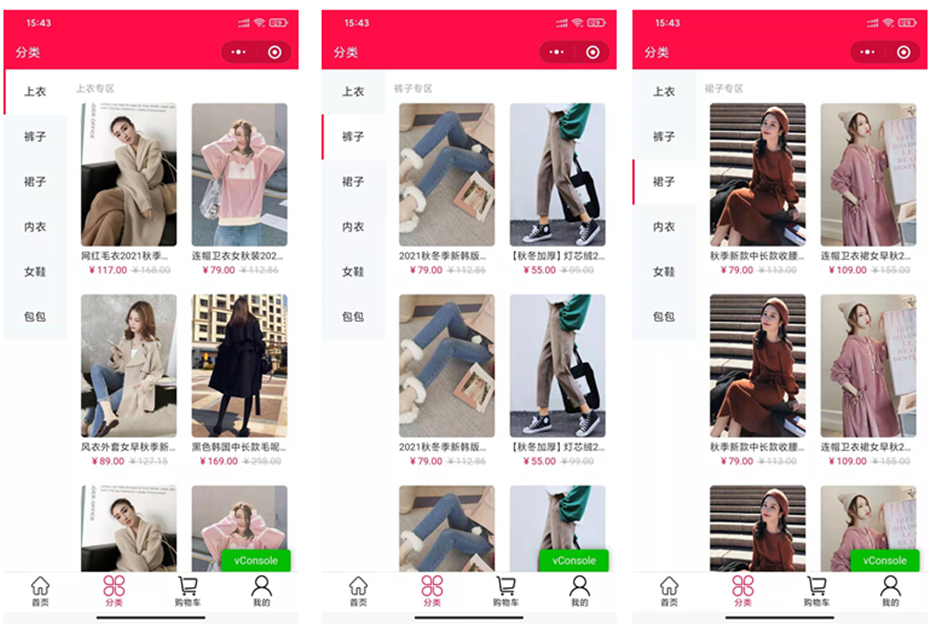 15:43
分类
上衣
裤子
裙子
内衣
女鞋
包包
上衣专区
网红毛衣2021秋季...
¥117.00 ¥168.00
连帽卫衣女秋装202...
¥79.00 ¥112.86
风衣外套女早秋季新...
¥89.00 ¥127.15
黑色韩国中长款毛呢...
¥169.00 ¥298.00
vConsole
首页
分类
购物车
我的
15:43
分类
上衣
裤子
裙子
内衣
女鞋
包包
裤子专区
2021秋冬季新韩版...
¥79.00 ¥112.86
【秋冬加厚】灯芯绒2...
¥55.00 ¥99.00
2021秋冬季新韩版...
¥79.00 ¥112.86
【秋冬加厚】灯芯绒2...
¥55.00 ¥99.00
vConsole
首页
分类
购物车
我的
15:43
分类
上衣
裤子
裙子
内衣
女鞋
包包
裙子专区
秋季新款中长款收腰...
¥79.00 ¥113.00
连帽卫衣裙女早秋2...
¥109.00 ¥155.00
秋季新款中长款收腰...
¥79.00 ¥113.00
连帽卫衣裙女早秋2...
¥109.00 ¥155.00
vConsole
首页
分类
购物车
我的